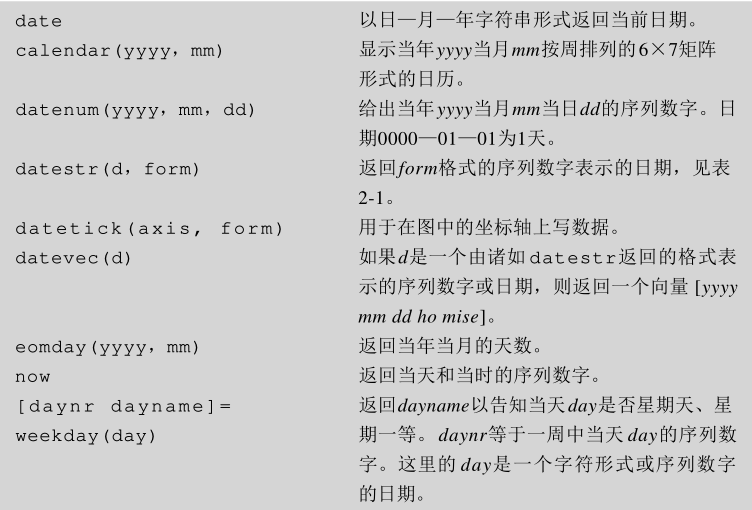 date 以日—月—年字符串形式返回当前日期。
calendar(yyyy，mm) 显示当年yyyy当月mm按周排列的6×7矩阵
形式的日历。
datenum(yyyy，mm，dd) 给出当年yyyy当月mm当日dd的序列数字。日
期0000—01—01为1天。
datestr(d，form) 返回form格式的序列数字表示的日期，见表
2-1。
datetick(axis, form) 用于在图中的坐标轴上写数据。
datevec(d) 如果d是一个由诸如datestr返回的格式表
示的序列数字或日期，则返回一个向量 [yyyy
mm dd ho mise]。
eomday(yyyy，mm) 返回当年当月的天数。
now 返回当天和当时的序列数字。
[daynr dayname]= 返回dayname以告知当天day是否星期天、星
weekday(day) 期一等。daynr等于一周中当天day的序列数
字。这里的day是一个字符形式或序列数字
的日期。